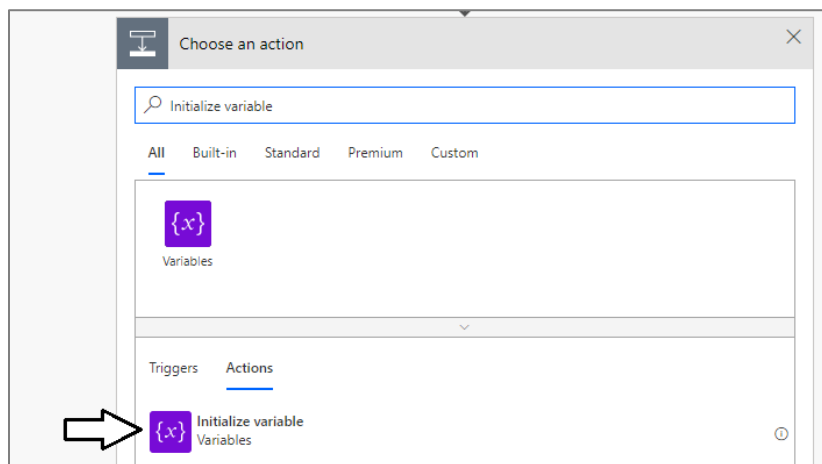 Choose an action
Initialize variable
All Built-in Standard Premium Custom
{x}
Variables
Triggers Actions
{x} Initialize variable
Variables